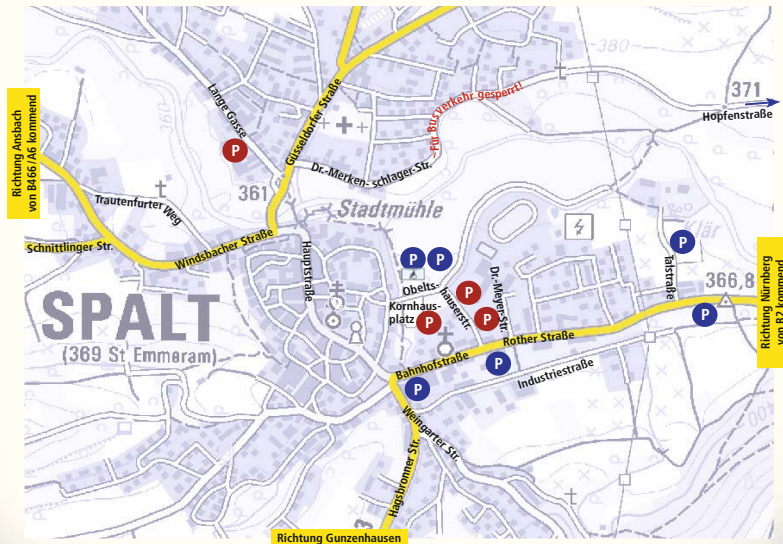 380
371
Hopfenstraße
Lange Gasse
P
Gusseldorfer Straße
–Für Busverkehr gesperrt!
Richtung Ansbach
von B466 /A6 kommend
Dr.-Merken- schlager-Str.
361
Trautenfurter Weg
Stadtmühle
Klär
P
Schnittlinger Str.
Windsbacher Straße
Hauptstraße
P P
Talstraße
366,8
Obelts-
hauserstr.
Dr.-Meyer-Str.
P
Kornhaus-
platz
P
P
P
SPALT
(369 St Emmeram)
Rother Straße
Bahnhofstraße
P
P
Industriestraße
Richtung Nürnberg
von B2 kommend
Weingarter Str.
Hagsbronner Str.
Richtung Gunzenhausen